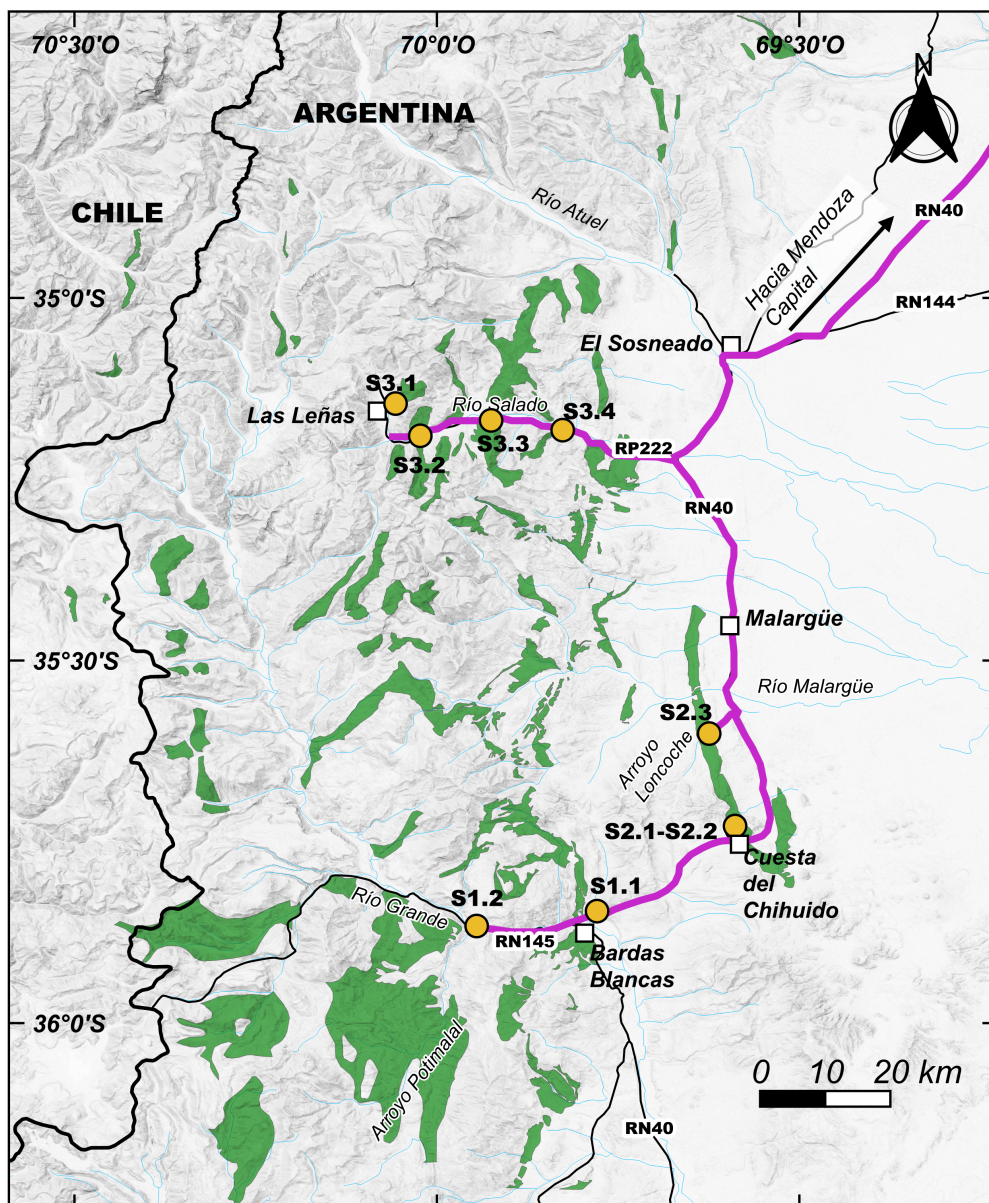 70°30'O
70°0'O
69°30'O
N
ARGENTINA
CHILE
Río Atuel
RN40
Hacia Mendoza
Capital
35°0'S
RN144
El Sosneado
S3.1
Las Leñas
Río Salado
S3.4
S3.3
S3.2
RP222
RN40
Malargüe
35°30'S
Río Malargüe
S2.3
Arroyo
Loncoche
S2.1-S2.2
Cuesta
del
Chihuido
S1.1
S1.2
Río Grande
RN145
Bardas
Blancas
36°0'S
Arroyo Potimalal
0 10 20 km
RN40